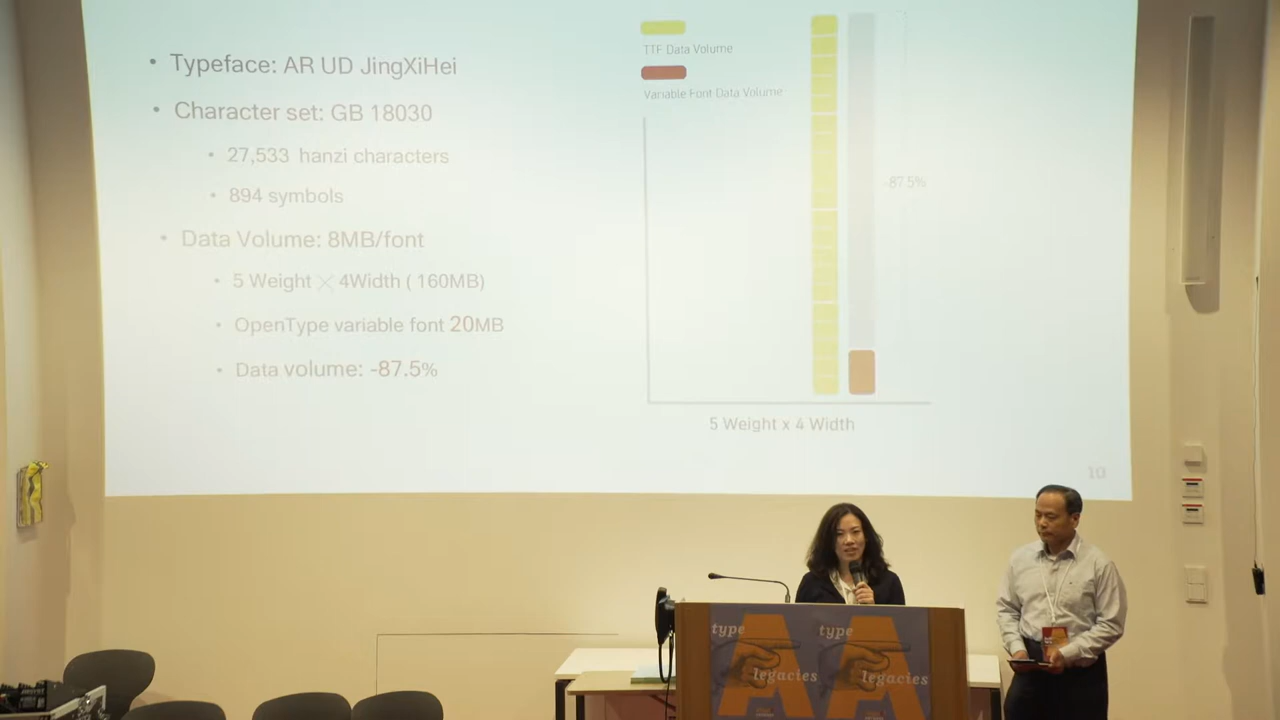 Typeface: AR UD JingXiHei
Character set: GB 18030
27,533 hanzi characters
894 symbols
Data Volume: 8MB/font
5 Weight × 4Width ( 160MB)
OpenType variable font 20MB
Data volume: -87.5%
TTF Data Volume
Variable Font Data Volume
-87.5%
5 Weight x 4 Width
10
type
legacies
type
legacies